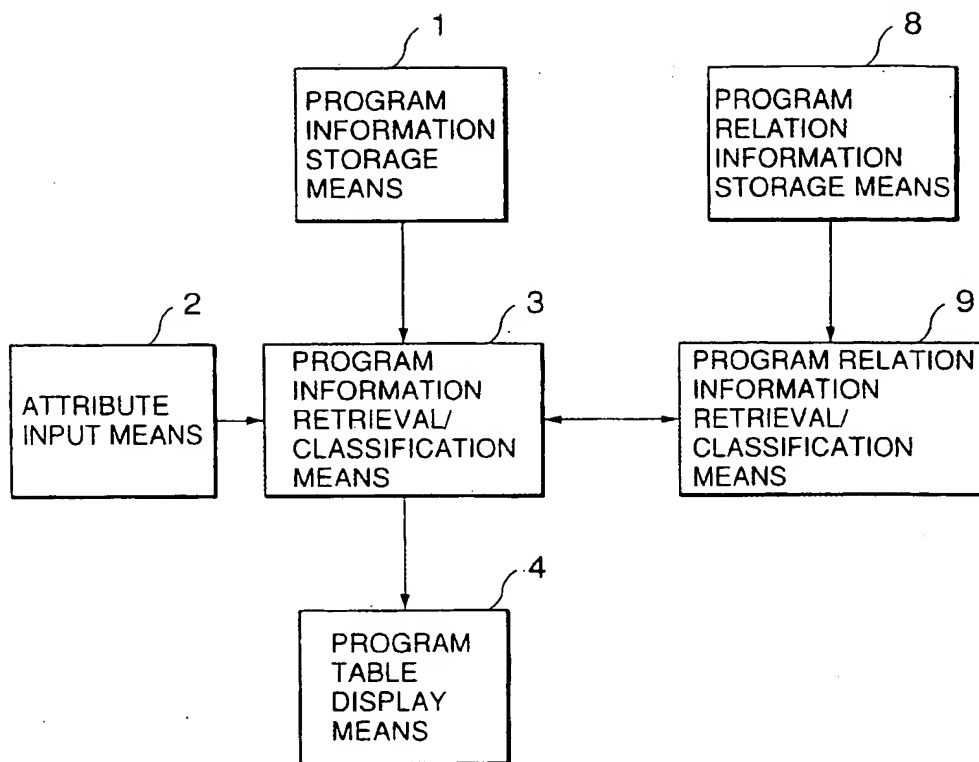 1
PROGRAM
INFORMATION
STORAGE
MEANS
8
PROGRAM
RELATION
INFORMATION
STORAGE MEANS
2
ATTRIBUTE
INPUT MEANS
3
PROGRAM
INFORMATION
RETRIEVAL/
CLASSIFICATION
MEANS
9
PROGRAM RELATION
INFORMATION
RETRIEVAL/
CLASSIFICATION
MEANS
4
PROGRAM
TABLE
DISPLAY
MEANS